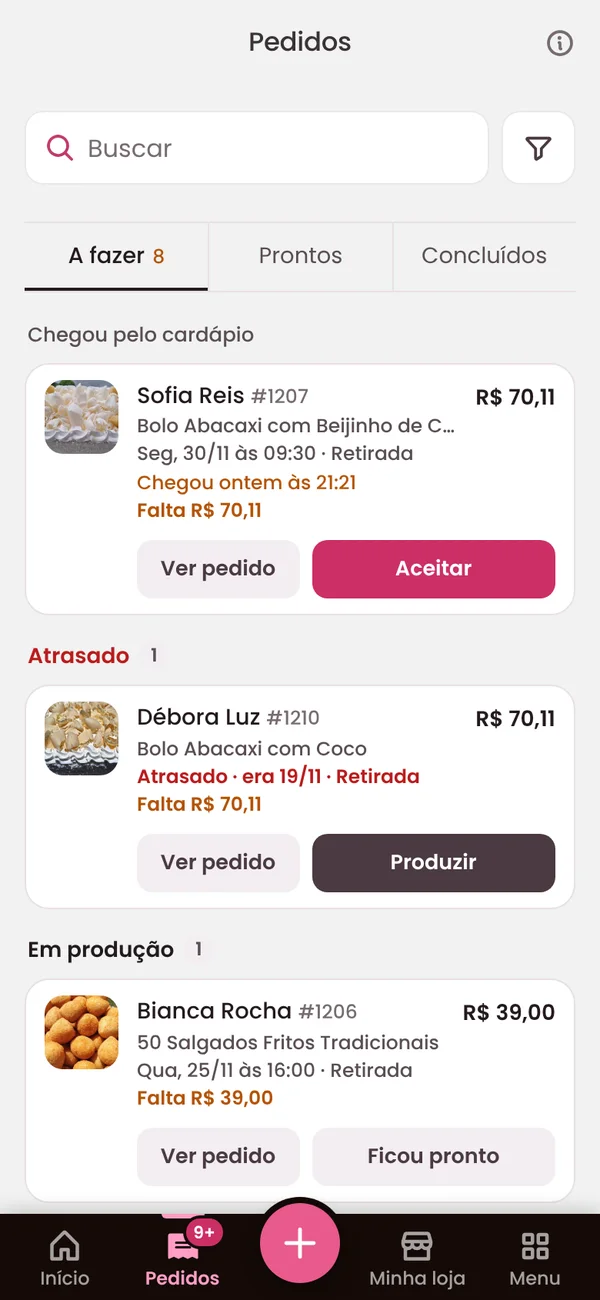 Pedidos
Buscar
A fazer 8
Prontos
Concluídos
Chegou pelo cardápio
Sofia Reis #1207
R$ 70,11
Bolo Abacaxi com Beijinho de C...
Seg, 30/11 às 09:30 · Retirada
Chegou ontem às 21:21
Falta R$ 70,11
Ver pedido
Aceitar
Atrasado 1
Débora Luz #1210
R$ 70,11
Bolo Abacaxi com Coco
Atrasado · era 19/11 · Retirada
Falta R$ 70,11
Ver pedido
Produzir
Em produção 1
Bianca Rocha #1206
R$ 39,00
50 Salgados Fritos Tradicionais
Qua, 25/11 às 16:00 · Retirada
Falta R$ 39,00
Ver pedido
Ficou pronto
9+
Início
Pedidos
Minha loja
Menu